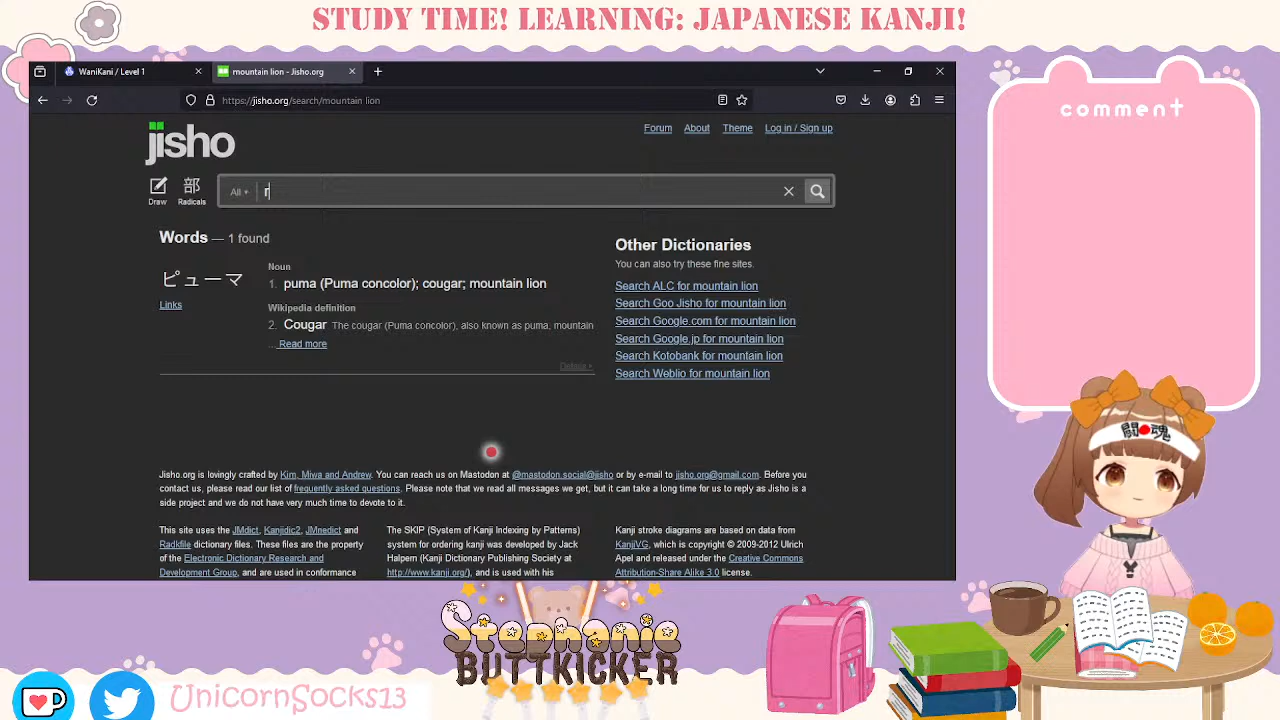 STUDY TIME! LEARNING: JAPANESE KANJI!
WaniKani / Level 1
mountain lion - Jisho.org
https://jisho.org/search/mountain lion
jisho
Forum About Theme Log in / Sign up
Draw
部
Radicals
All
r
Words — 1 found
ピューマ
Links
Noun
1. puma (Puma concolor); cougar; mountain lion
Wikipedia definition
2. Cougar The cougar (Puma concolor), also known as puma, mountain
... Read more
Details ▸
Other Dictionaries
You can also try these fine sites.
Search ALC for mountain lion
Search Goo Jisho for mountain lion
Search Google.com for mountain lion
Search Google.jp for mountain lion
Search Kotobank for mountain lion
Search Weblio for mountain lion
Jisho.org is lovingly crafted by Kim, Miwa and Andrew. You can reach us on Mastodon at @mastodon.social@jisho or by e-mail to jisho.org@gmail.com. Before you
contact us, please read our list of frequently asked questions. Please note that we read all messages we get, but it can take a long time for us to reply as Jisho is a
side project and we do not have very much time to devote to it.
This site uses the JMdict, Kanjidic2, JMnedict and
Radkfile dictionary files. These files are the property
of the Electronic Dictionary Research and
Development Group, and are used in conformance
The SKIP (System of Kanji Indexing by Patterns)
system for ordering kanji was developed by Jack
Halpern (Kanji Dictionary Publishing Society at
http://www.kanji.org/), and is used with his
Kanji stroke diagrams are based on data from
KanjiVG, which is copyright © 2009-2012 Ulrich
Apel and released under the Creative Commons
Attribution-Share Alike 3.0 license.
comment
闘魂
BUTTKICKER
UnicornSocks13